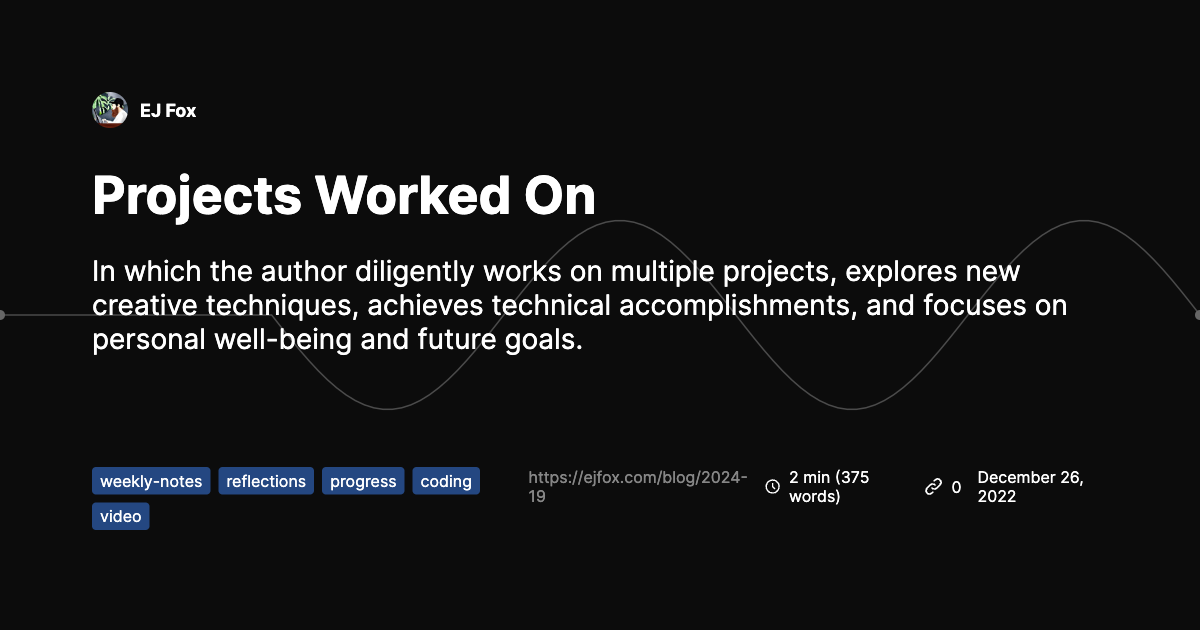 EJ Fox
Projects Worked On
In which the author diligently works on multiple projects, explores new
creative techniques, achieves technical accomplishments, and focuses on
personal well-being and future goals.
weekly-notes reflections progress coding
video
https://ejfox.com/blog/2024-
19
2 min (375
words)
0
December 26,
2022